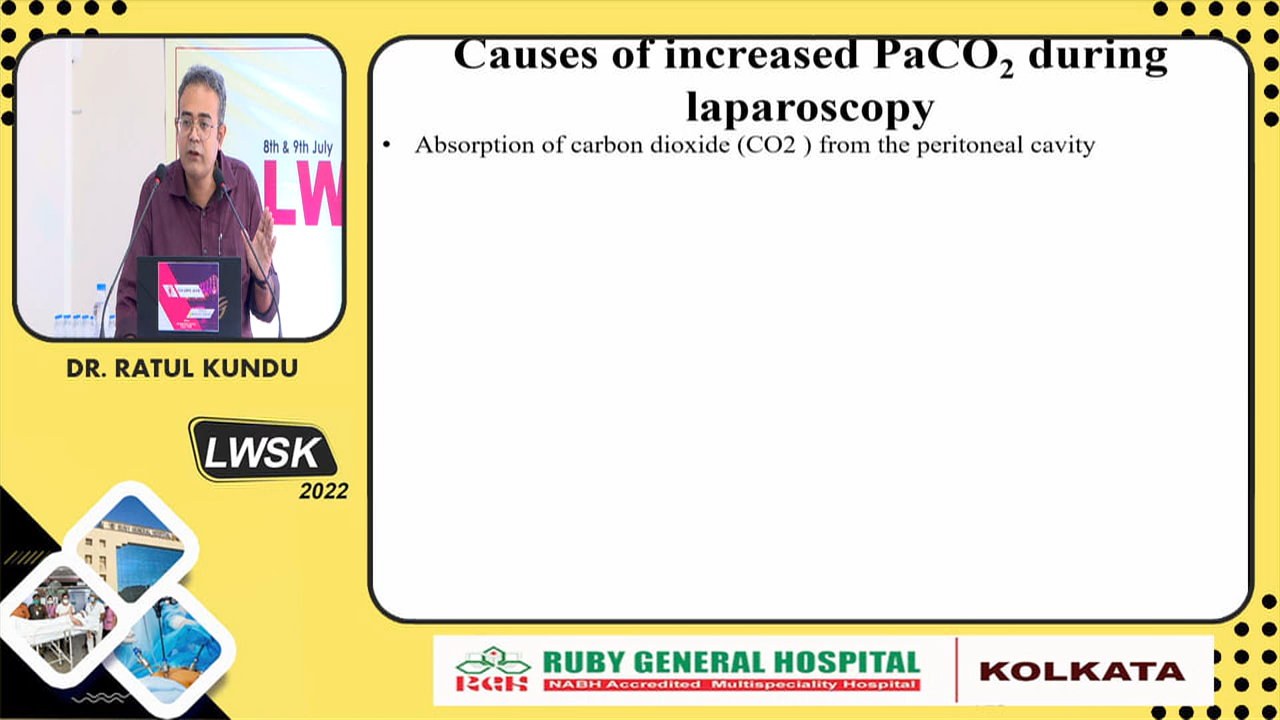 Causes of increased PaCO2 during
laparoscopy
• Absorption of carbon dioxide (CO2 ) from the peritoneal cavity
8th & 9th July
LW
DR. RATUL KUNDU
LWSK
2022
RGH
RUBY GENERAL HOSPITAL
NABH Accredited Multispeciality Hospital
KOLKATA